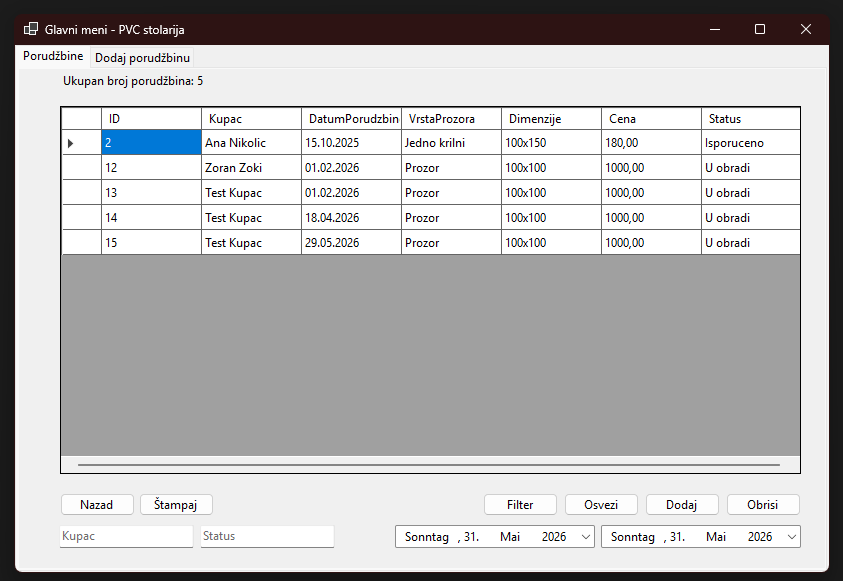 Glavni meni - PVC stolarija
Porudžbine Dodaj porudžbinu
Ukupan broj porudžbina: 5
ID Kupac DatumPorudzbin VrstaProzora Dimenzije Cena Status
2 Ana Nikolic 15.10.2025 Jedno krilni 100x150 180,00 Isporuceno
12 Zoran Zoki 01.02.2026 Prozor 100x100 1000,00 U obradi
13 Test Kupac 01.02.2026 Prozor 100x100 1000,00 U obradi
14 Test Kupac 18.04.2026 Prozor 100x100 1000,00 U obradi
15 Test Kupac 29.05.2026 Prozor 100x100 1000,00 U obradi
Nazad Štampaj Filter Osvezi Dodaj Obrisi
Kupac Status Sonntag , 31. Mai 2026 Sonntag , 31. Mai 2026